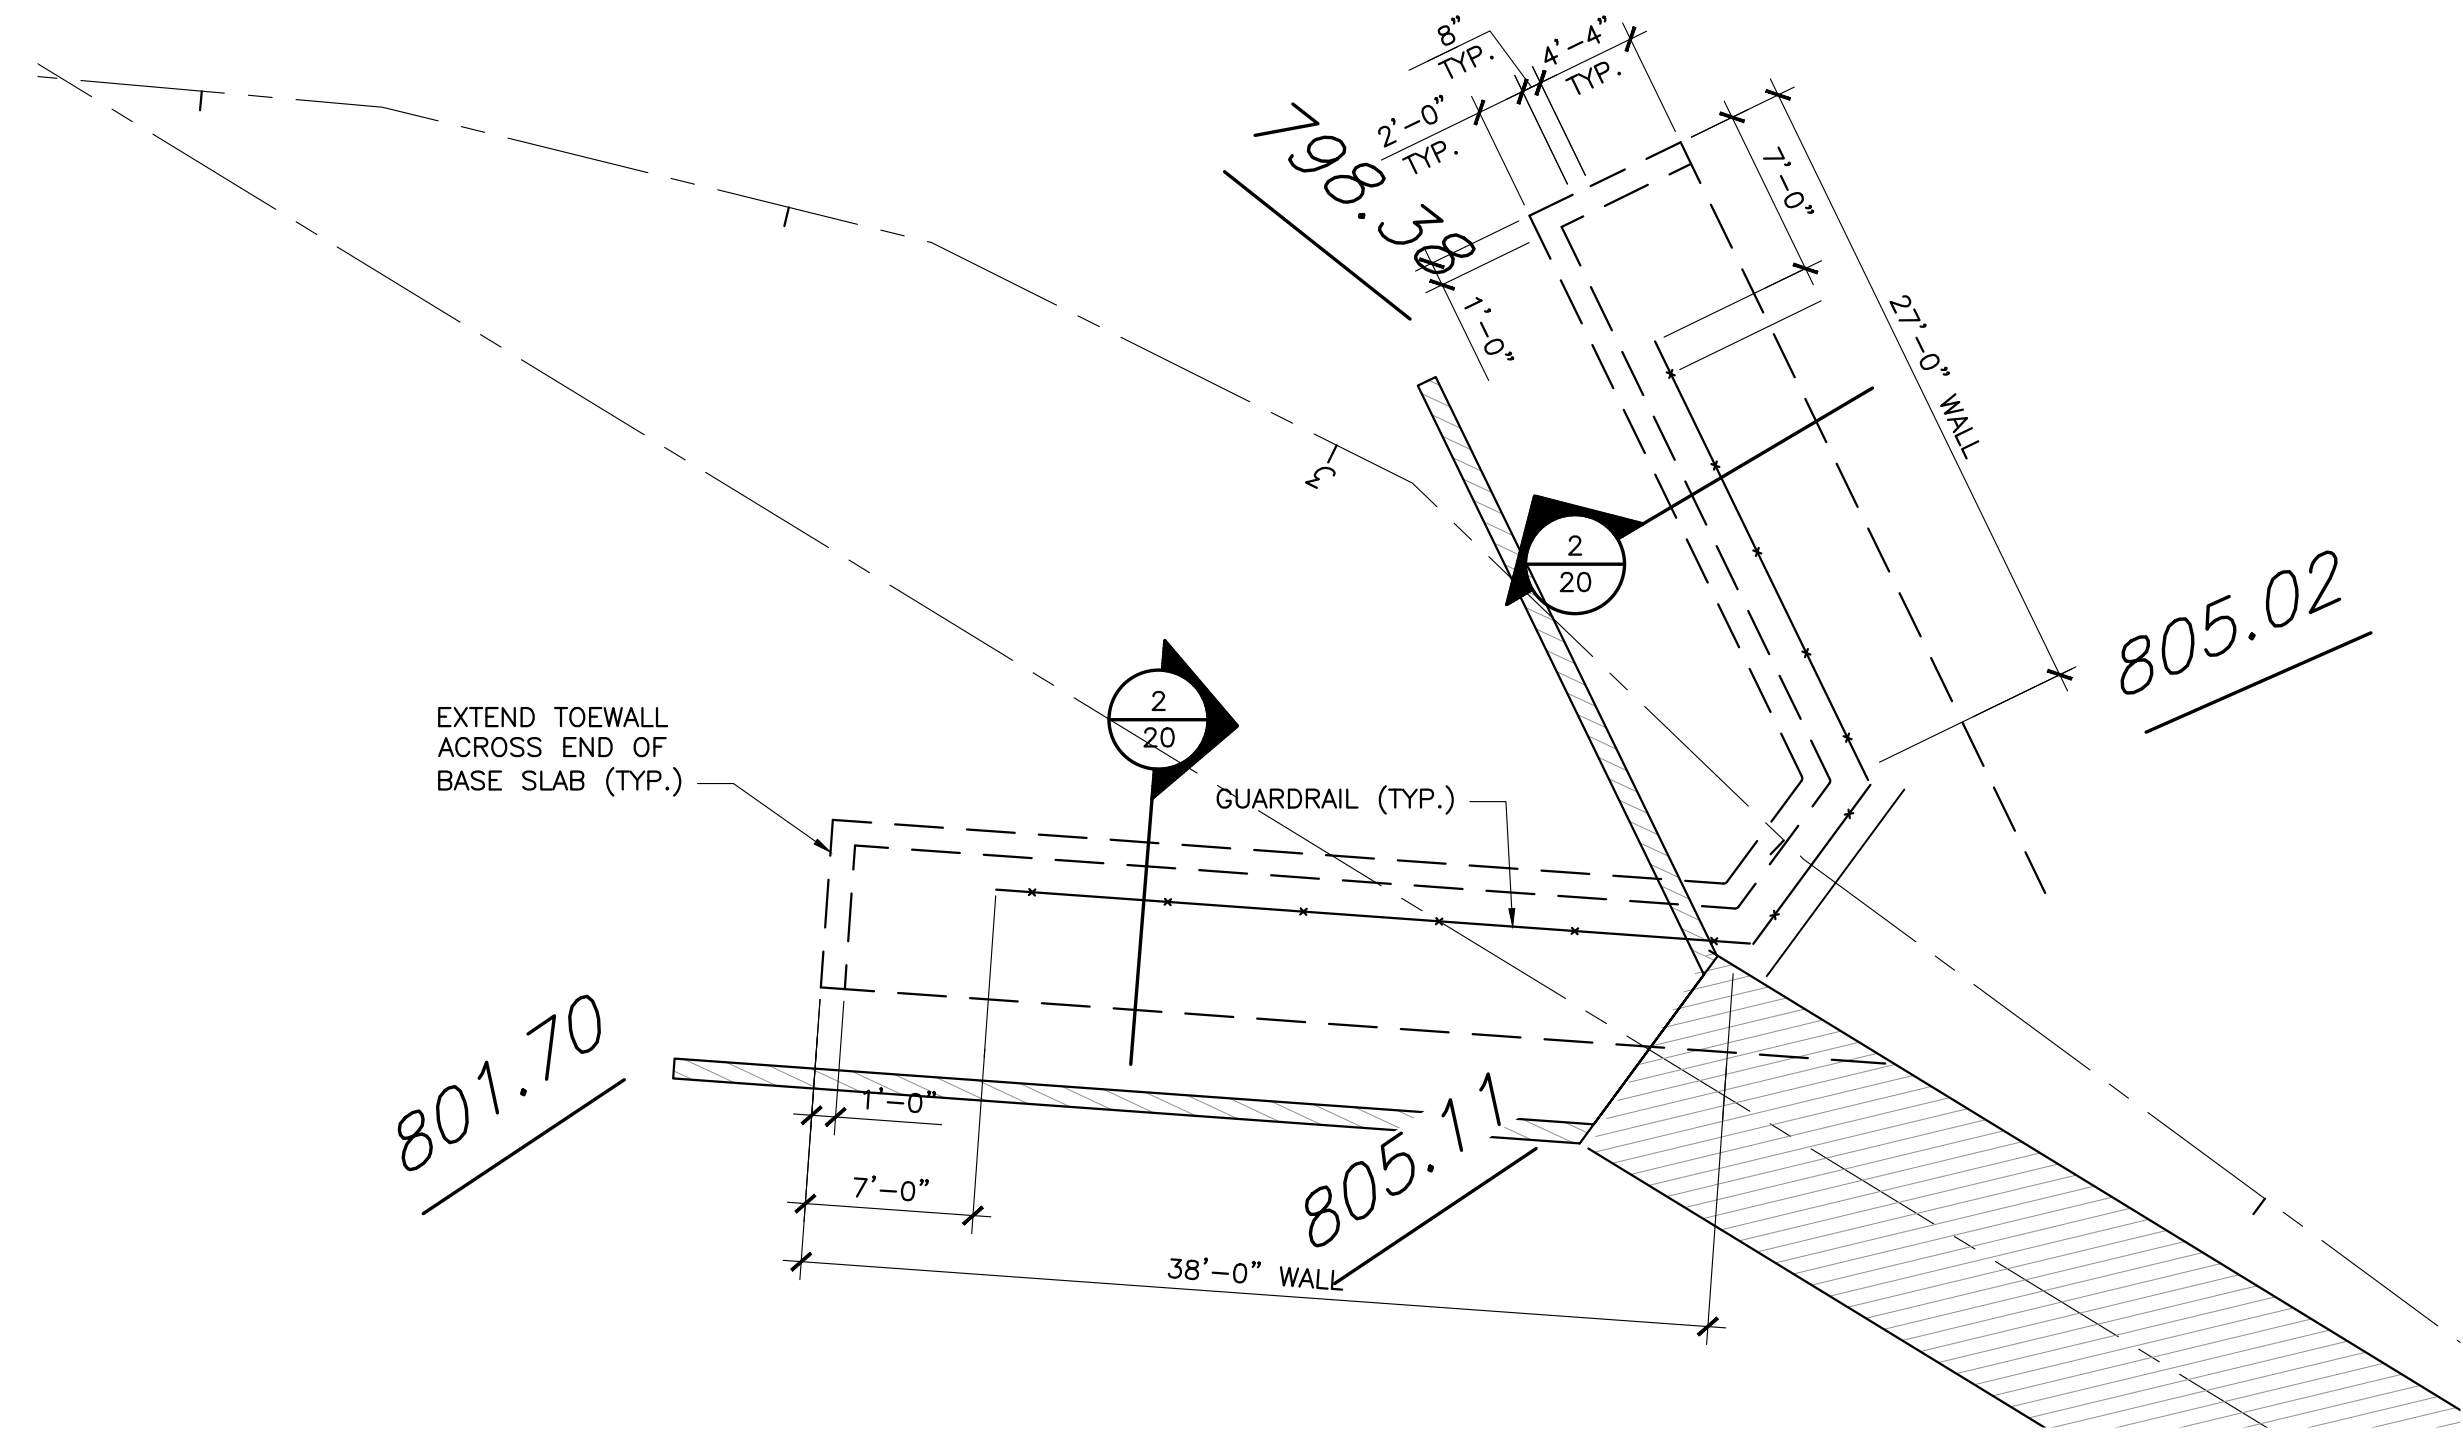 8"
TYP.
4'-4"
TYP.
2'-0"
TYP.
798.38
7'-0"
1'-0"
27'-0" WALL
2
20
805.02
2
20
EXTEND TOEWALL
ACROSS END OF
BASE SLAB (TYP.)
GUARDRAIL (TYP.)
801.70
1'-0"
805.11
7'-0"
38'-0" WALL